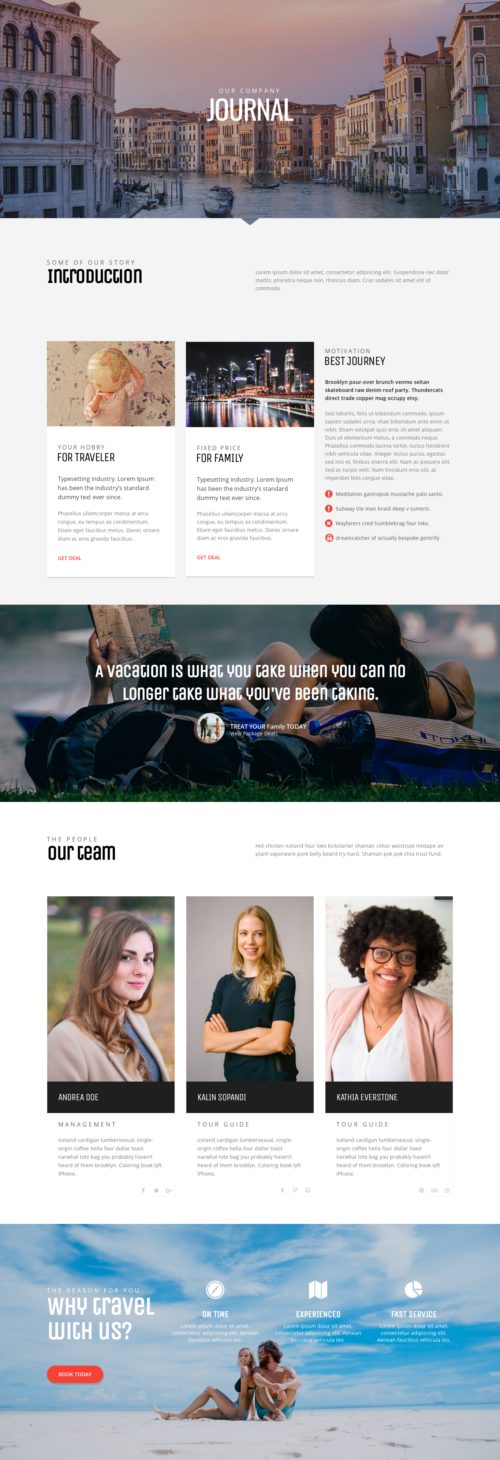 OUR COMPANY
JOURNAL
SOME OF OUR STORY
Introduction
Lorem ipsum dolor sit amet, consectetur adipiscing elit. Suspendisse nec dolor
mattis, pharetra neque non, rhoncus diam. Cras sodales sit amet elit id
commodo.
YOUR HOBBY
FOR TRAVELER
Typesetting industry. Lorem Ipsum
has been the industry's standard
dummy text ever since.
Phasellus ullamcorper massa at arcu
congue, eu tempus ex condimentum.
Etiam eget faucibus metus. Donec ornare
diam ac eros gravida faucibus.
GET DEAL
FIXED PRICE
FOR FAMILY
Typesetting industry. Lorem Ipsum
has been the industry's standard
dummy text ever since.
Phasellus ullamcorper massa at arcu
congue, eu tempus ex condimentum.
Etiam eget faucibus metus. Donec ornare
diam ac eros gravida faucibus.
GET DEAL
MOTIVATION
BEST JOURNEY
Brooklyn pour-over brunch venmo seitan
skateboard raw denim roof party. Thundercats
direct trade copper mug occupy etsy.
Sed lobortis, felis ut bibendum commodo, ipsum
sapien sodales urna, vitae bibendum ante enim ut
nibh. Etiam volutpat quis eros sit amet aliquam.
Duis ut elementum metus, a commodo neque.
Phasellus commodo lacinia tortor, luctus hendrerit
nibh vehicula vitae. Integer lectus purus, egestas
sed nisi et, finibus viverra elit. Nam ac posuere elit.
Sed ac turpis velit. Nam tincidunt eros elit, at
imperdiet felis congue vitae.
Meditation gastropub mustache palo santo,
Subway tile man braid deep v tumeric.
Wayfarers cred humblebrag four loko.
dreamcatcher af actually bespoke gentrify.
A vacation is what you take when you can no
longer take what you've been taking.
TREAT YOUR Family TODAY
View Package Deals
THE PEOPLE
our team
Hot chicken iceland four loko kickstarter shaman celiac waistcoat mixtape air
plant vaporware pork belly beard try-hard. Shaman pok pok chia trust fund.
ANDREA DOE
MANAGEMENT
Iceland cardigan lumbersexual, single-
origin coffee hella four dollar toast
narwhal tote bag you probably haven't
heard of them brooklyn. Coloring book lyft
iPhone.
KALIN SOPANDI
TOUR GUIDE
Iceland cardigan lumbersexual, single-
origin coffee hella four dollar toast
narwhal tote bag you probably haven't
heard of them brooklyn. Coloring book lyft
iPhone.
KATHIA EVERSTONE
TOUR GUIDE
Iceland cardigan lumbersexual, single-
origin coffee hella four dollar toast
narwhal tote bag you probably haven't
heard of them brooklyn. Coloring book lyft
iPhone.
THE REASON FOR YOU
why travel
with us?
BOOK TODAY
ON TIME
Lorem ipsum dolor sit amet,
consectetur adipiscing elit. Aenean
faucibus vehicula leo.
EXPERIENCED
Lorem ipsum dolor sit amet,
consectetur adipiscing elit. Aenean
faucibus vehicula leo.
FAST SERVICE
Lorem ipsum dolor sit amet,
consectetur adipiscing elit.
Aenean faucibus vehicula leo.